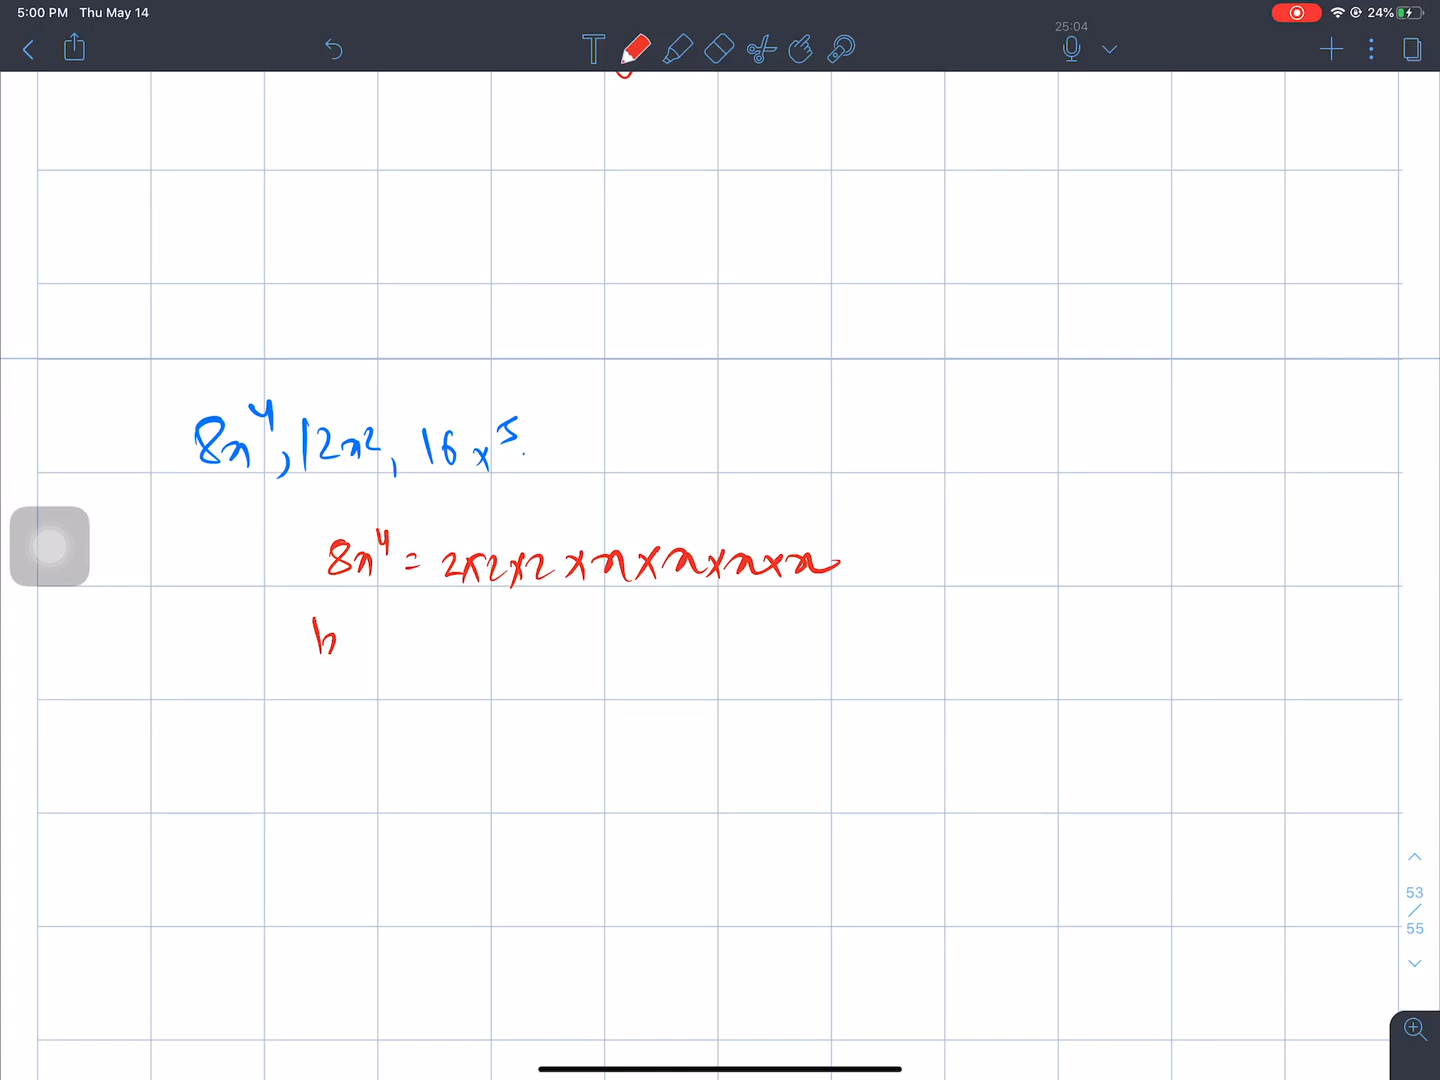 5:00 PM Thu May 14
24%
25:04
T
8x⁴, 12x², 16x⁵
8x⁴ = 2×2×2×x×x×x×x
b
53
/
55